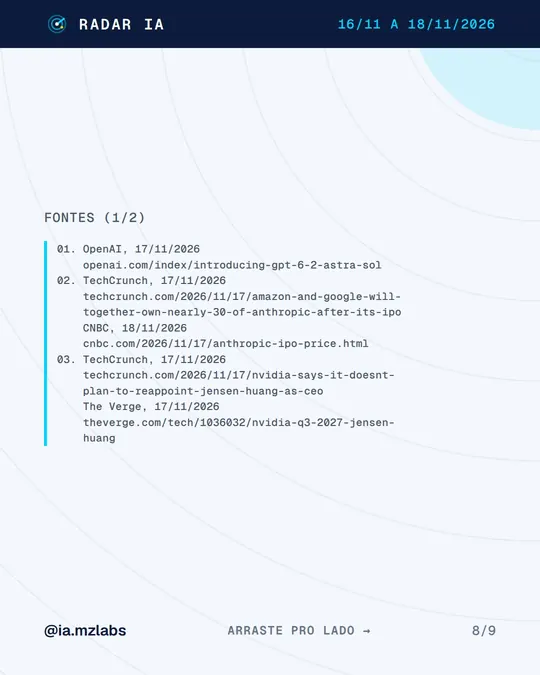 RADAR IA
16/11 A 18/11/2026
FONTES (1/2)
01. OpenAI, 17/11/2026
openai.com/index/introducing-gpt-6-2-astra-sol
02. TechCrunch, 17/11/2026
techcrunch.com/2026/11/17/amazon-and-google-will-
together-own-nearly-30-of-anthropic-after-its-ipo
CNBC, 18/11/2026
cnbc.com/2026/11/17/anthropic-ipo-price.html
03. TechCrunch, 17/11/2026
techcrunch.com/2026/11/17/nvidia-says-it-doesnt-
plan-to-reappoint-jensen-huang-as-ceo
The Verge, 17/11/2026
theverge.com/tech/1036032/nvidia-q3-2027-jensen-
huang
@ia.mzlabs
ARRASTE PRO LADO →
8/9